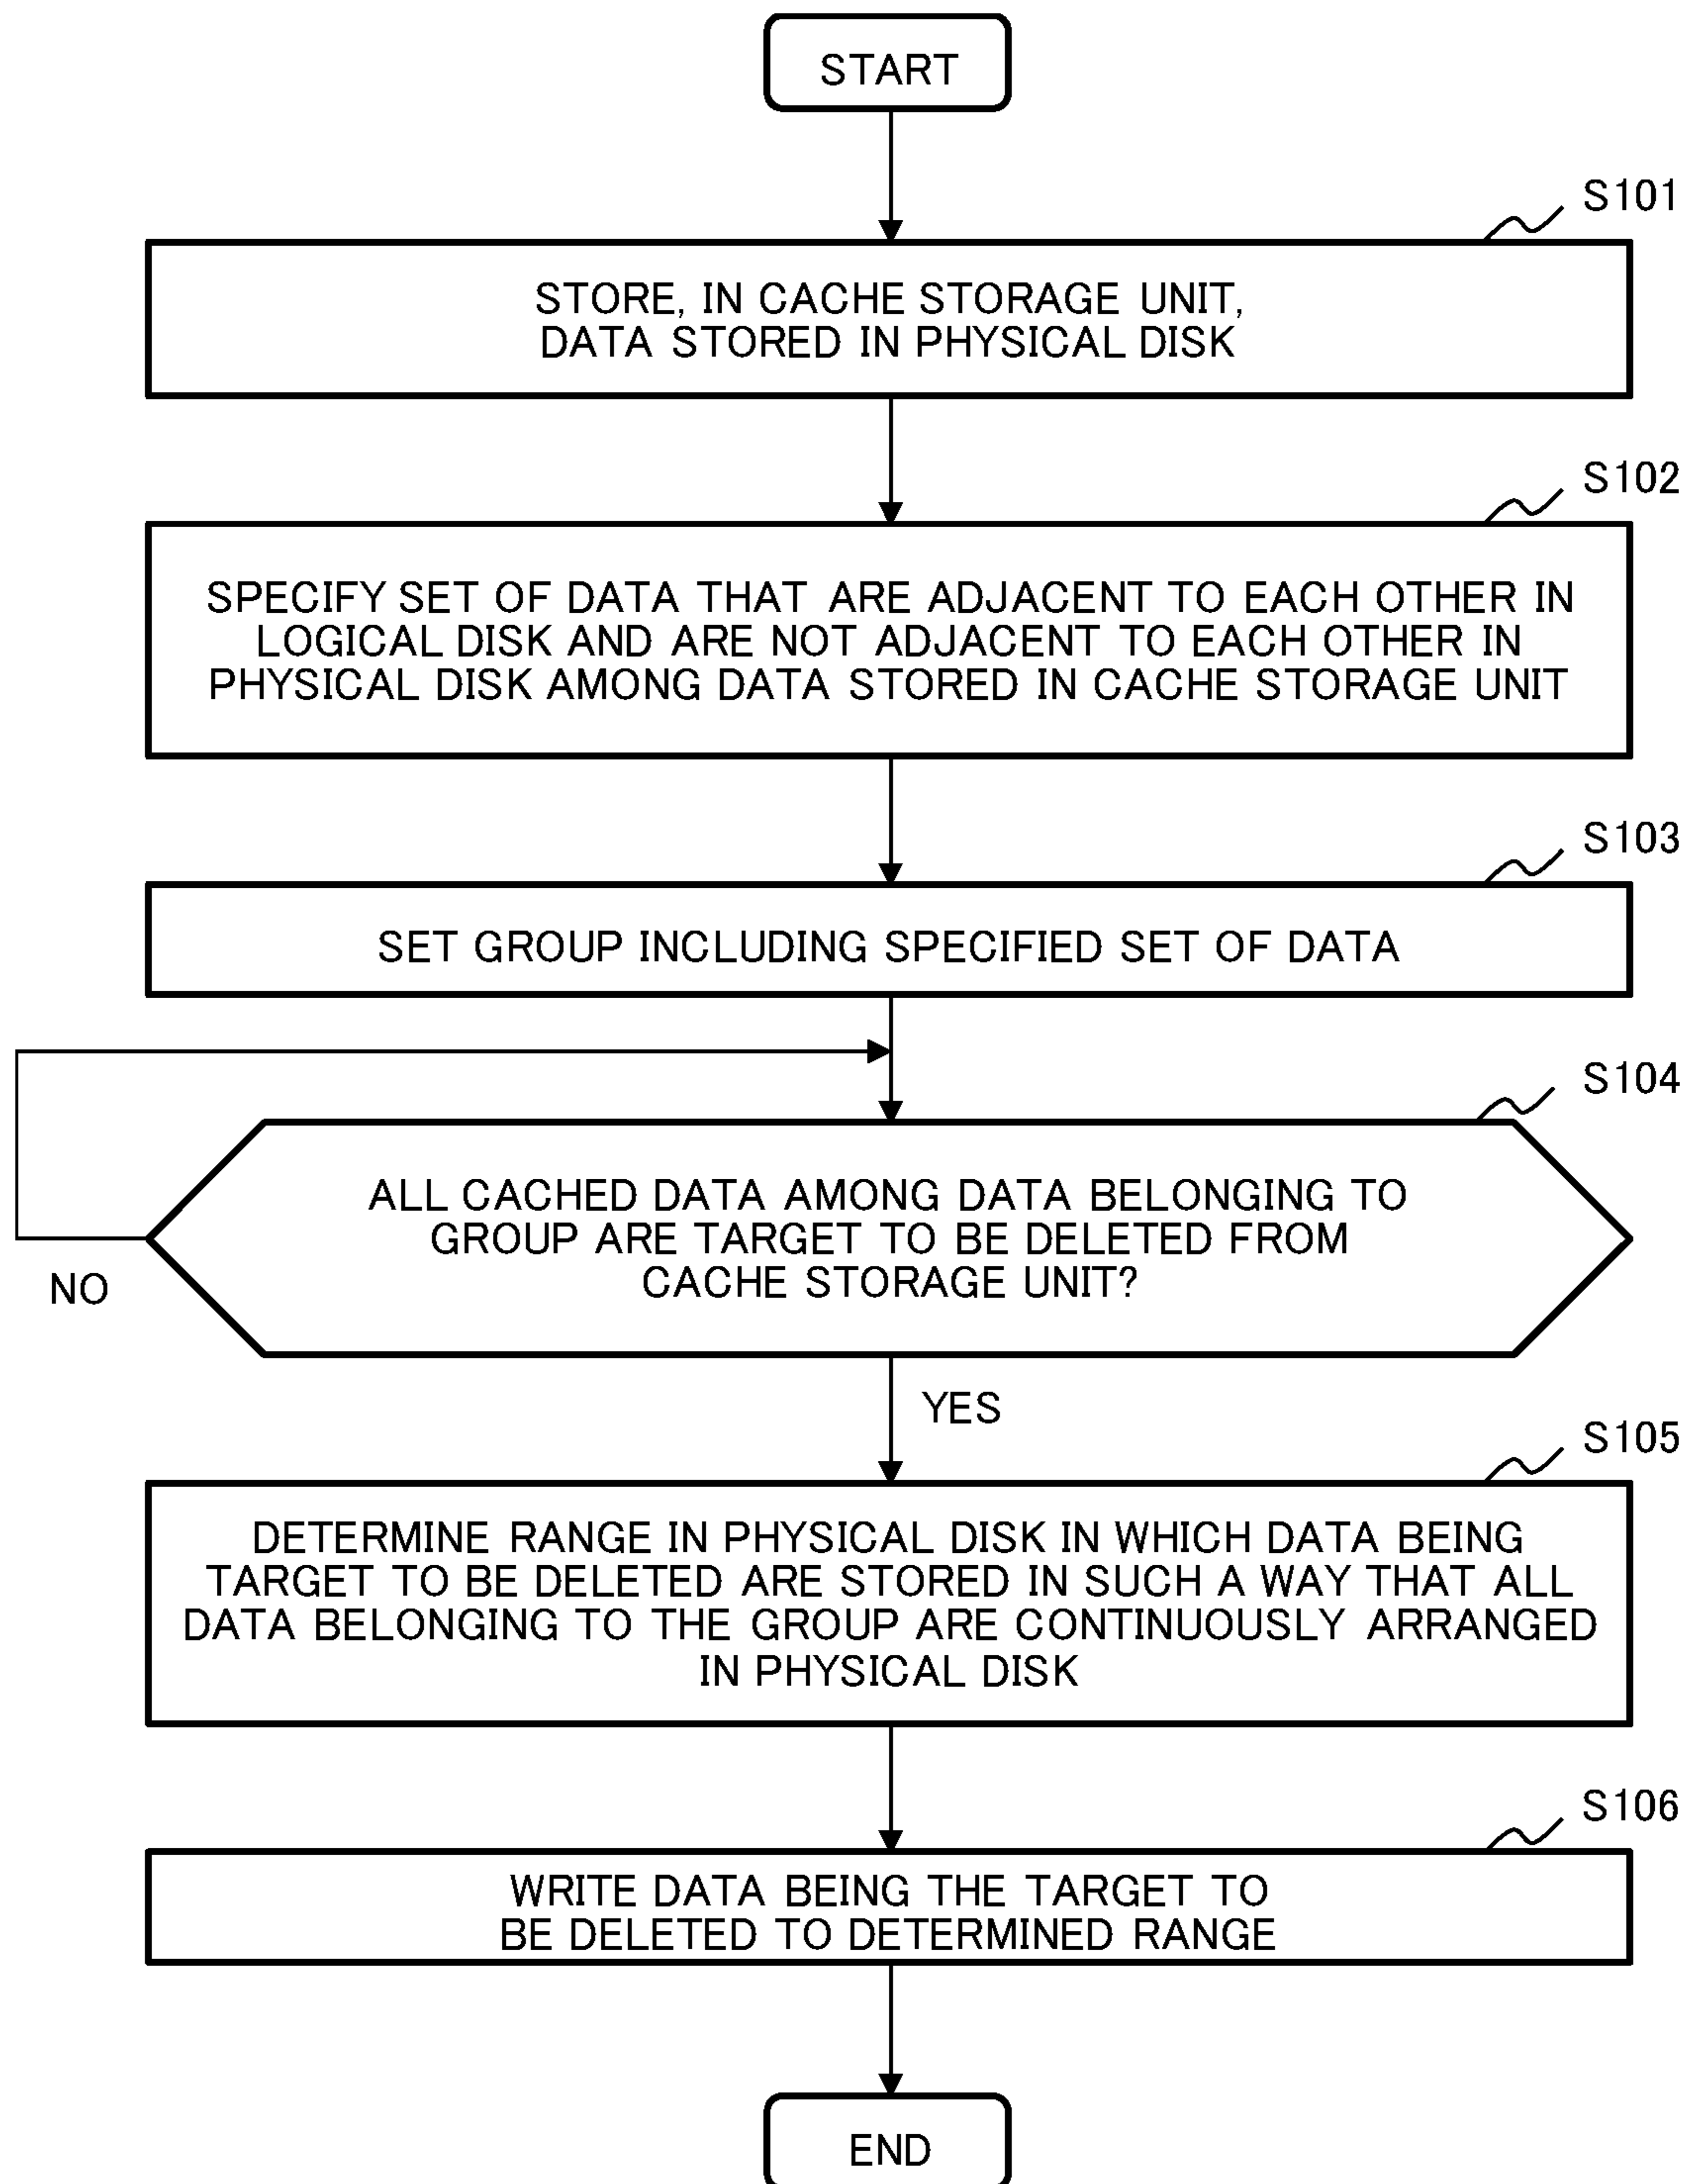 START
S101
STORE, IN CACHE STORAGE UNIT,
DATA STORED IN PHYSICAL DISK
S102
SPECIFY SET OF DATA THAT ARE ADJACENT TO EACH OTHER IN
LOGICAL DISK AND ARE NOT ADJACENT TO EACH OTHER IN
PHYSICAL DISK AMONG DATA STORED IN CACHE STORAGE UNIT
S103
SET GROUP INCLUDING SPECIFIED SET OF DATA
S104
ALL CACHED DATA AMONG DATA BELONGING TO
GROUP ARE TARGET TO BE DELETED FROM
CACHE STORAGE UNIT?
NO
YES
S105
DETERMINE RANGE IN PHYSICAL DISK IN WHICH DATA BEING
TARGET TO BE DELETED ARE STORED IN SUCH A WAY THAT ALL
DATA BELONGING TO THE GROUP ARE CONTINUOUSLY ARRANGED
IN PHYSICAL DISK
S106
WRITE DATA BEING THE TARGET TO
BE DELETED TO DETERMINED RANGE
END